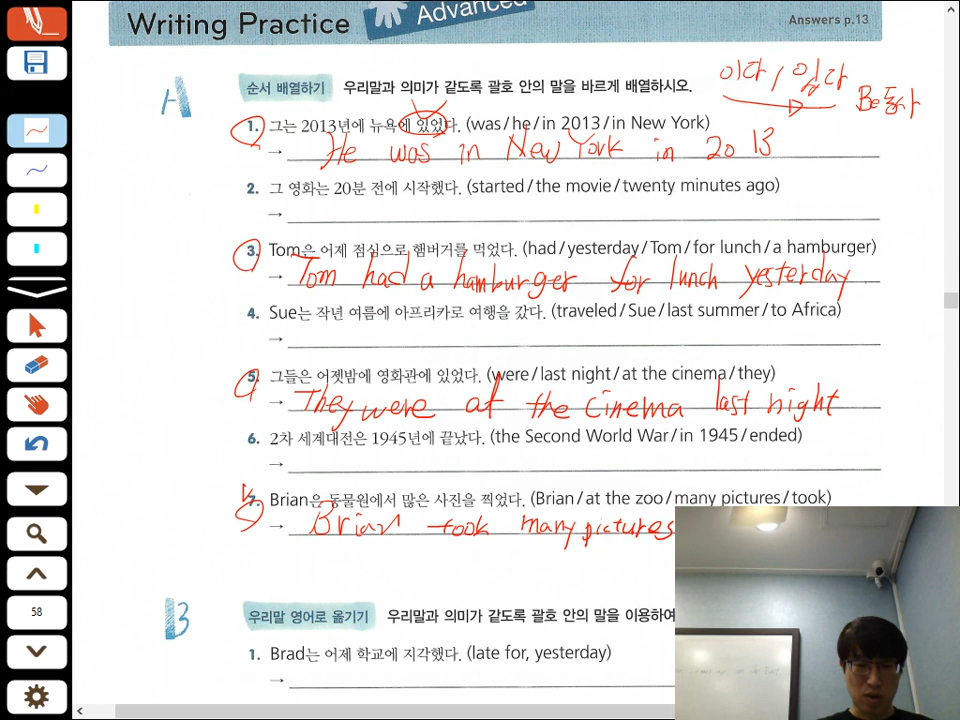 Writing Practice Advanced Answers p.13
이다 / 있다
Be동사
A 순서 배열하기 우리말과 의미가 같도록 괄호 안의 말을 바르게 배열하시오.
1. 그는 2013년에 뉴욕에 있었다. (was / he / in 2013 / in New York)
→ He was in New York in 2013
2. 그 영화는 20분 전에 시작했다. (started / the movie / twenty minutes ago)
→
3. Tom은 어제 점심으로 햄버거를 먹었다. (had / yesterday / Tom / for lunch / a hamburger)
→ Tom had a hamburger for lunch yesterday
4. Sue는 작년 여름에 아프리카로 여행을 갔다. (traveled / Sue / last summer / to Africa)
→
5. 그들은 어젯밤에 영화관에 있었다. (were / last night / at the cinema / they)
→ They were at the cinema last night
6. 2차 세계대전은 1945년에 끝났다. (the Second World War / in 1945 / ended)
→
7. Brian은 동물원에서 많은 사진을 찍었다. (Brian / at the zoo / many pictures / took)
→ Brian took many pictures
58
B 우리말 영어로 옮기기 우리말과 의미가 같도록 괄호 안의 말을 이용하여
1. Brad는 어제 학교에 지각했다. (late for, yesterday)
→